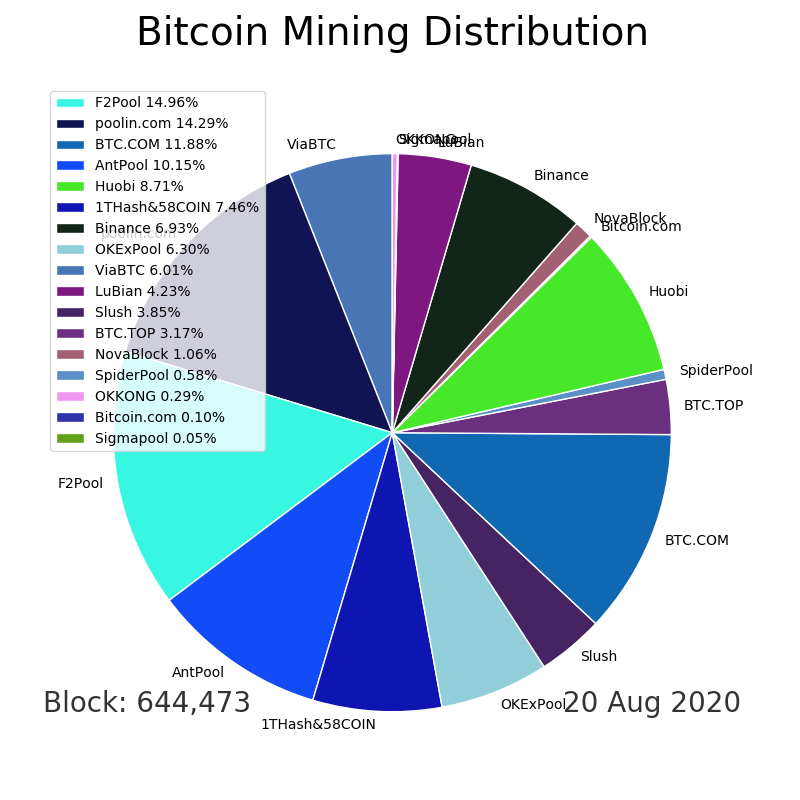 Bitcoin Mining Distribution
F2Pool 14.96%
poolin.com 14.29%
BTC.COM 11.88%
AntPool 10.15%
Huobi 8.71%
1THash&58COIN 7.46%
Binance 6.93%
OKExPool 6.30%
ViaBTC 6.01%
LuBian 4.23%
Slush 3.85%
BTC.TOP 3.17%
NovaBlock 1.06%
SpiderPool 0.58%
OKKONG 0.29%
Bitcoin.com 0.10%
Sigmapool 0.05%
OKKONG
Sigmapool
LuBian
ViaBTC
Binance
NovaBlock
Bitcoin.com
poolin.com
Huobi
SpiderPool
BTC.TOP
F2Pool
BTC.COM
Slush
AntPool
OKExPool
1THash&58COIN
Block: 644,473
20 Aug 2020